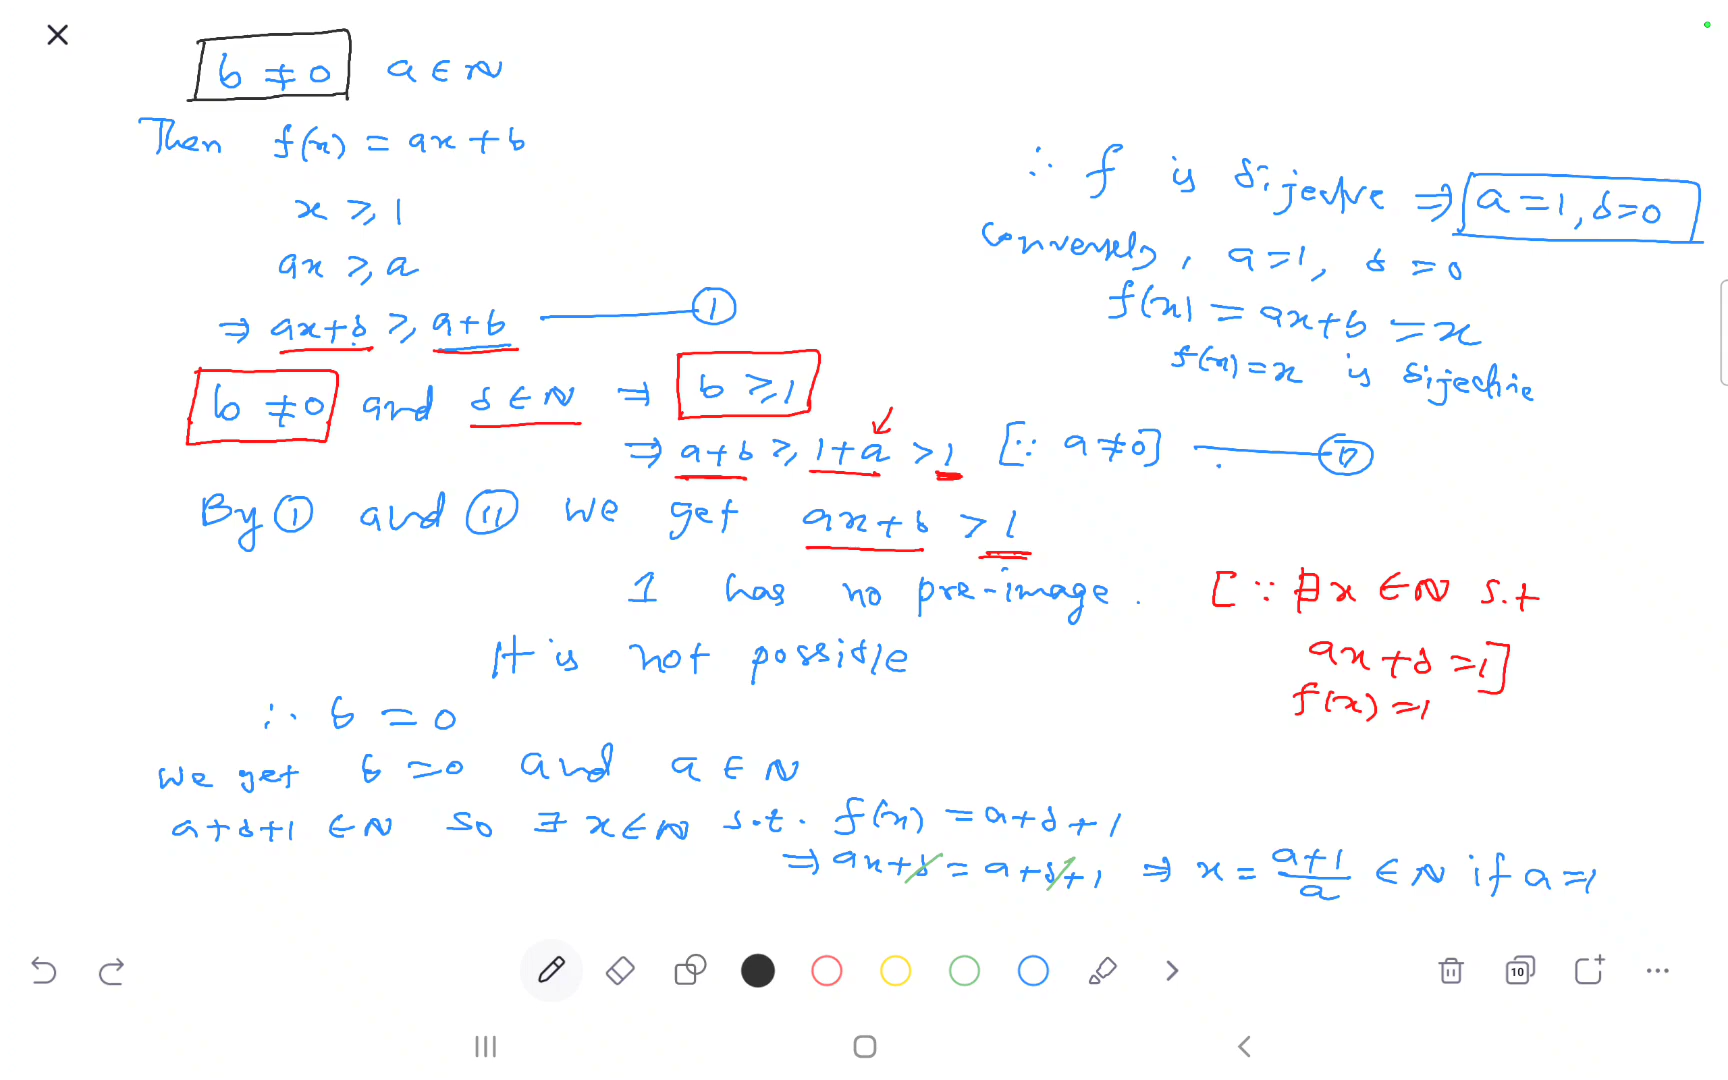 b ≠ 0 a ∈ N
Then f(x) = ax + b
x ≥ 1
ax ≥ a
⇒ ax+b ≥ a+b ——— ①
b ≠ 0 and b ∈ N ⇒ b ≥ 1
⇒ a+b ≥ 1+a > 1 [∵ a ≠ 0] ——— ⑪
By ① and ⑪ we get ax+b > 1
1 has no pre-image. [∵ ∄ x ∈ N s.t
ax+b = 1]
f(x) = 1
It is not possible
∴ b = 0
We get b = 0 and a ∈ N
a+b+1 ∈ N so ∃ x ∈ N s.t. f(x) = a+b+1
⇒ ax+b = a+b+1 ⇒ x = (a+1)/a ∈ N if a=1
∴ f is bijective ⇒ a = 1, b = 0
Conversely, a = 1, b = 0
f(x) = ax+b = x
f(x) = x is bijective
10